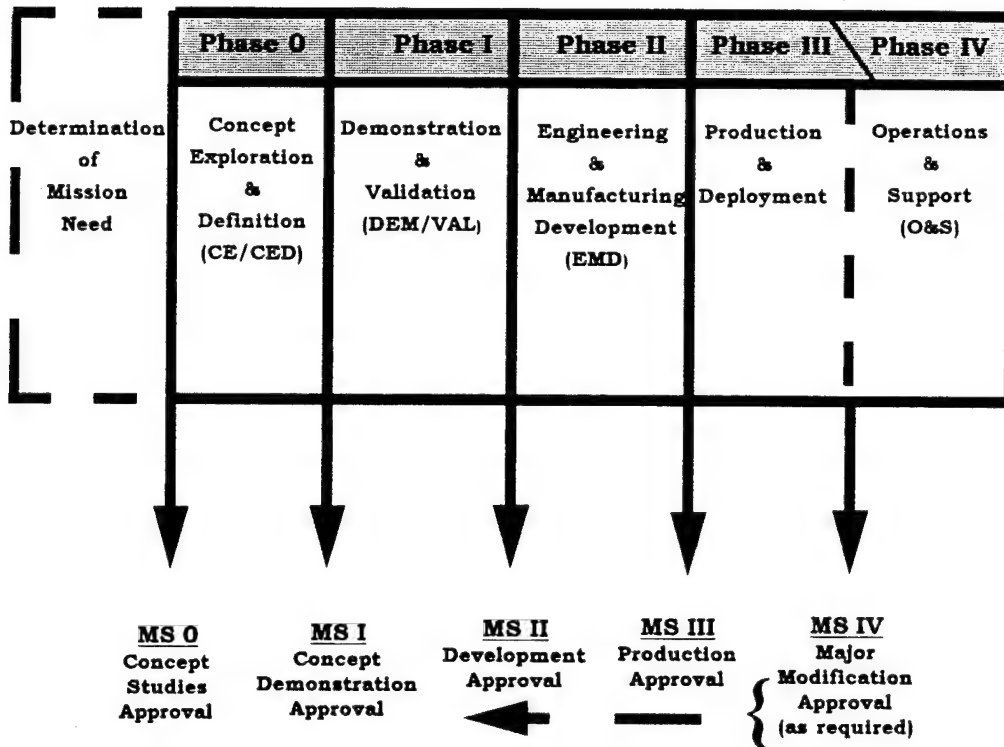 Phase 0
Phase I
Phase II
Phase III
Phase IV
Determination
of
Mission
Need
Concept
Exploration
&
Definition
(CE/CED)
Demonstration
&
Validation
(DEM/VAL)
Engineering
&
Manufacturing
Development
(EMD)
Production
&
Deployment
Operations
&
Support
(O&S)
MS 0
Concept
Studies
Approval
MS I
Concept
Demonstration
Approval
MS II
Development
Approval
MS III
Production
Approval
MS IV
Major
Modification
Approval
(as required)